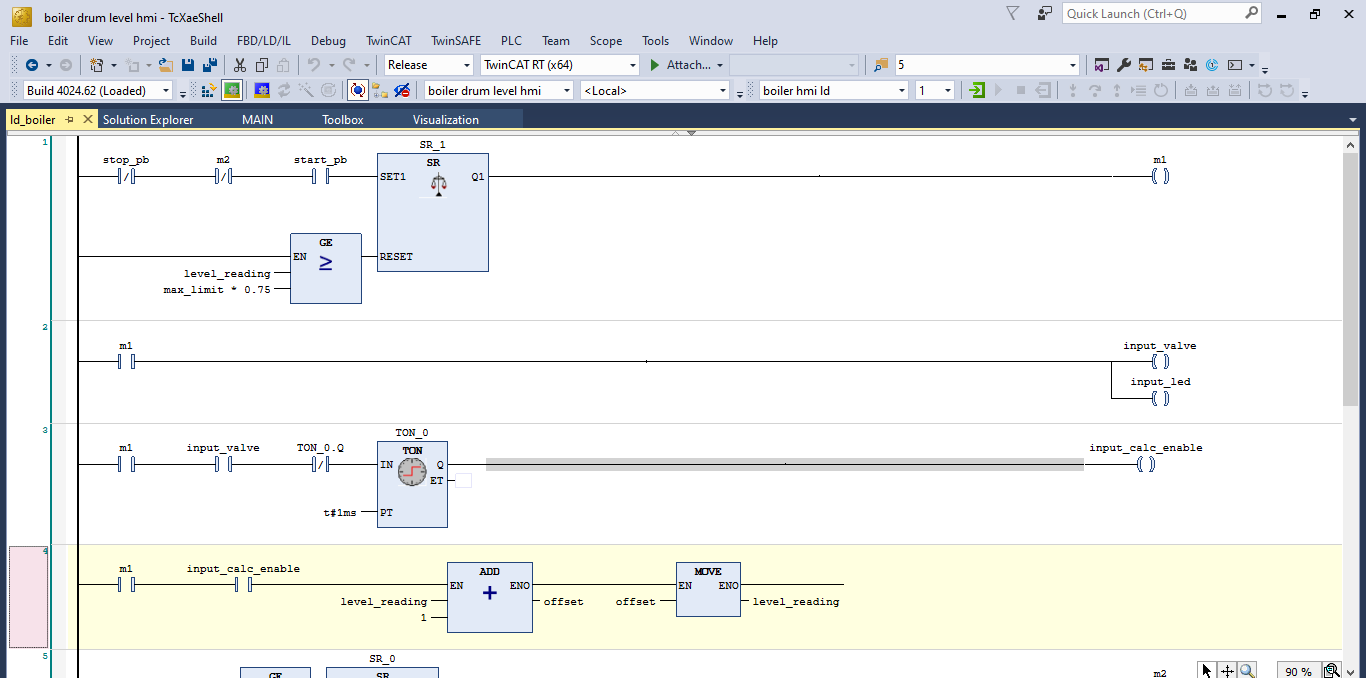 boiler drum level hmi - TcXaeShell
Quick Launch (Ctrl+Q)
File Edit View Project Build FBD/LD/IL Debug TwinCAT TwinSAFE PLC Team Scope Tools Window Help
Release TwinCAT RT (x64) Attach... 5
Build 4024.62 (Loaded) boiler drum level hmi <Local> boiler hmi ld 1
ld_boiler Solution Explorer MAIN Toolbox Visualization
1
SR_1
stop_pb m2 start_pb SR m1
SET1 Q1
GE
EN RESET
level_reading
max_limit * 0.75
2
m1 input_valve
input_led
3
TON_0
m1 input_valve TON_0.Q TON input_calc_enable
IN Q
ET
t#1ms PT
4
m1 input_calc_enable ADD MOVE
EN ENO EN ENO
level_reading offset offset level_reading
1
5
SR_0
GE SR m2
90 %